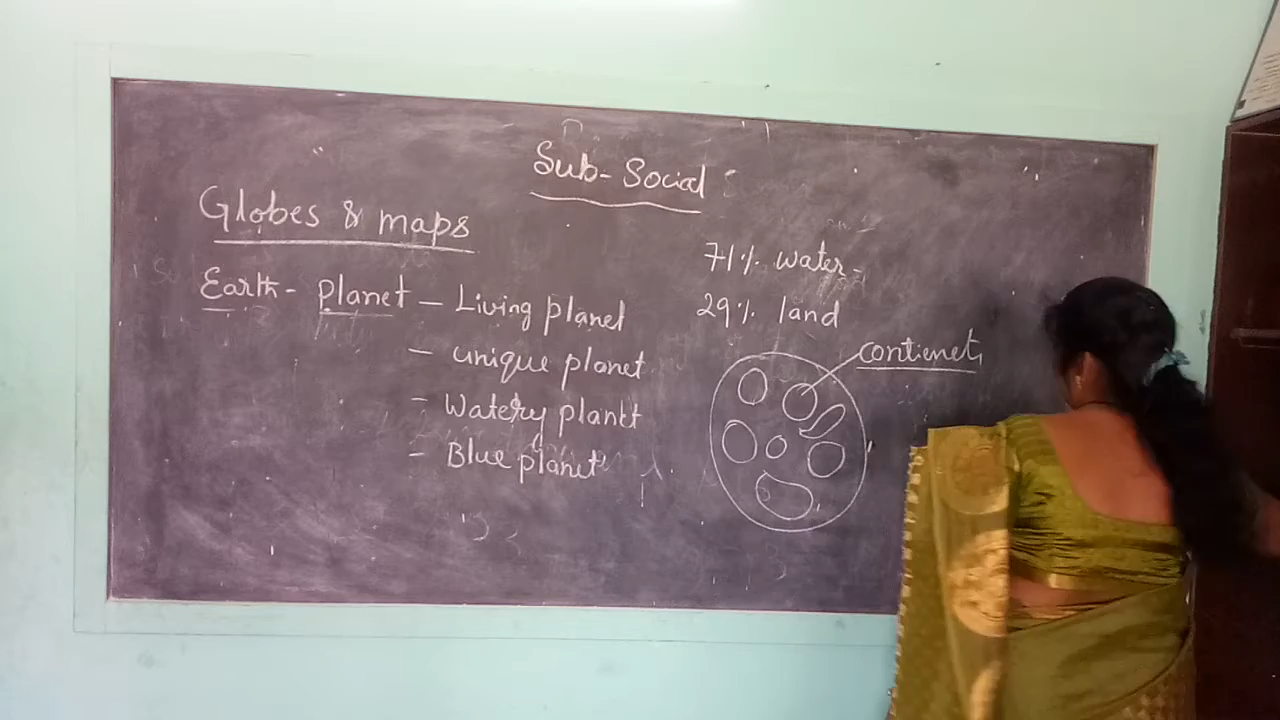 Sub- Social
Globes & maps
Earth - planet — Living planet
— unique planet
- Watery planet
- Blue planet
71% water -
29% land
contienet